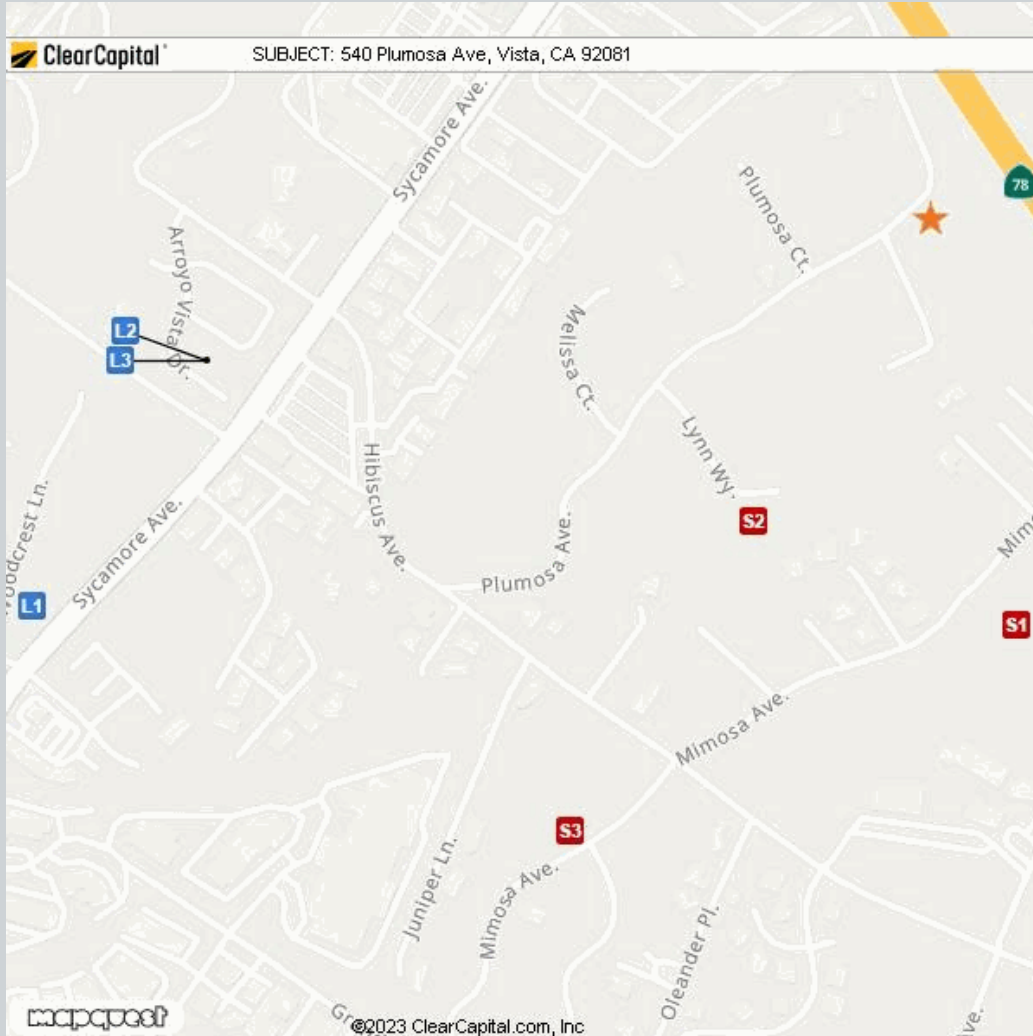 ClearCapital
SUBJECT: 540 Plumosa Ave, Vista, CA 92081
Sycamore Ave.
78
Plumosa Ct.
Arroyo Vista Dr.
L2
L3
Melissa Ct.
Lynn Wy.
Hibiscus Ave.
S2
Sycamore Ave.
Plumosa Ave.
L1
S1
Mimosa Ave.
S3
Juniper Ln.
Mimosa Ave.
Oleander Pl.
mapquest
©2023 ClearCapital.com, Inc